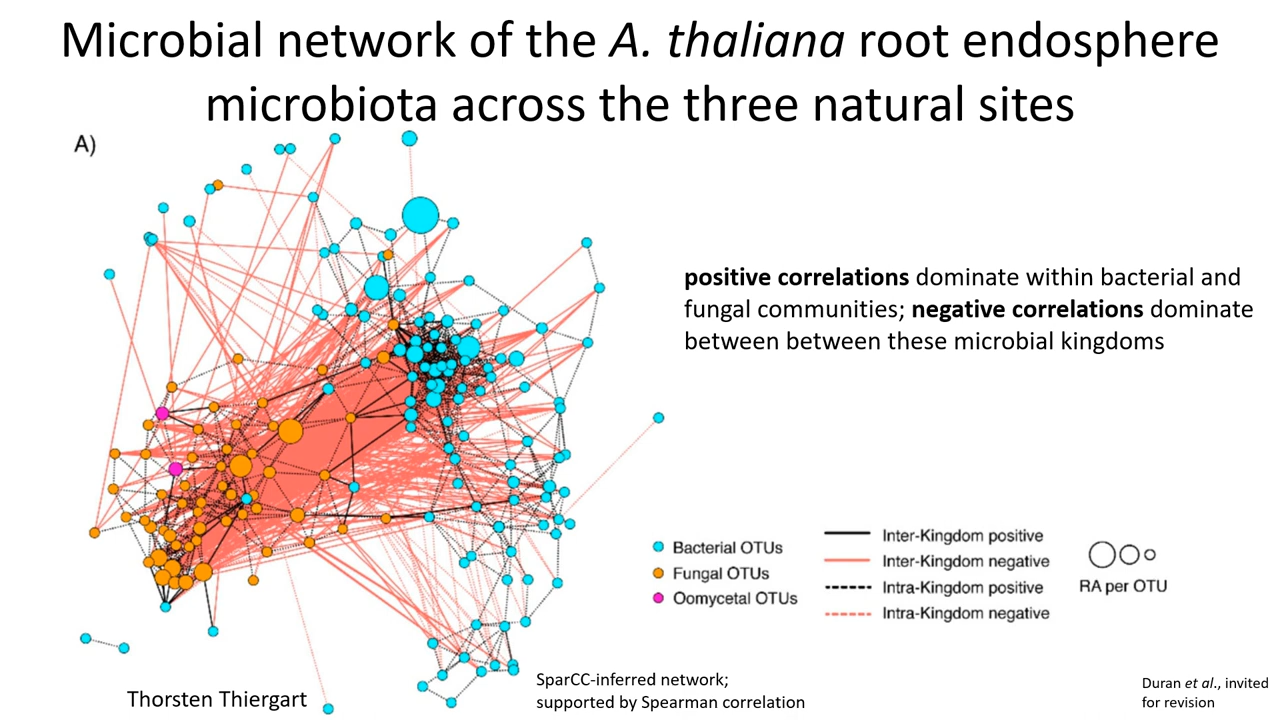 Microbial network of the A. thaliana root endosphere
microbiota across the three natural sites
A)
positive correlations dominate within bacterial and
fungal communities; negative correlations dominate
between between these microbial kingdoms
Bacterial OTUs
Fungal OTUs
Oomycetal OTUs
Inter-Kingdom positive
Inter-Kingdom negative
Intra-Kingdom positive
Intra-Kingdom negative
RA per OTU
Thorsten Thiergart
SparCC-inferred network;
supported by Spearman correlation
Duran et al., invited
for revision